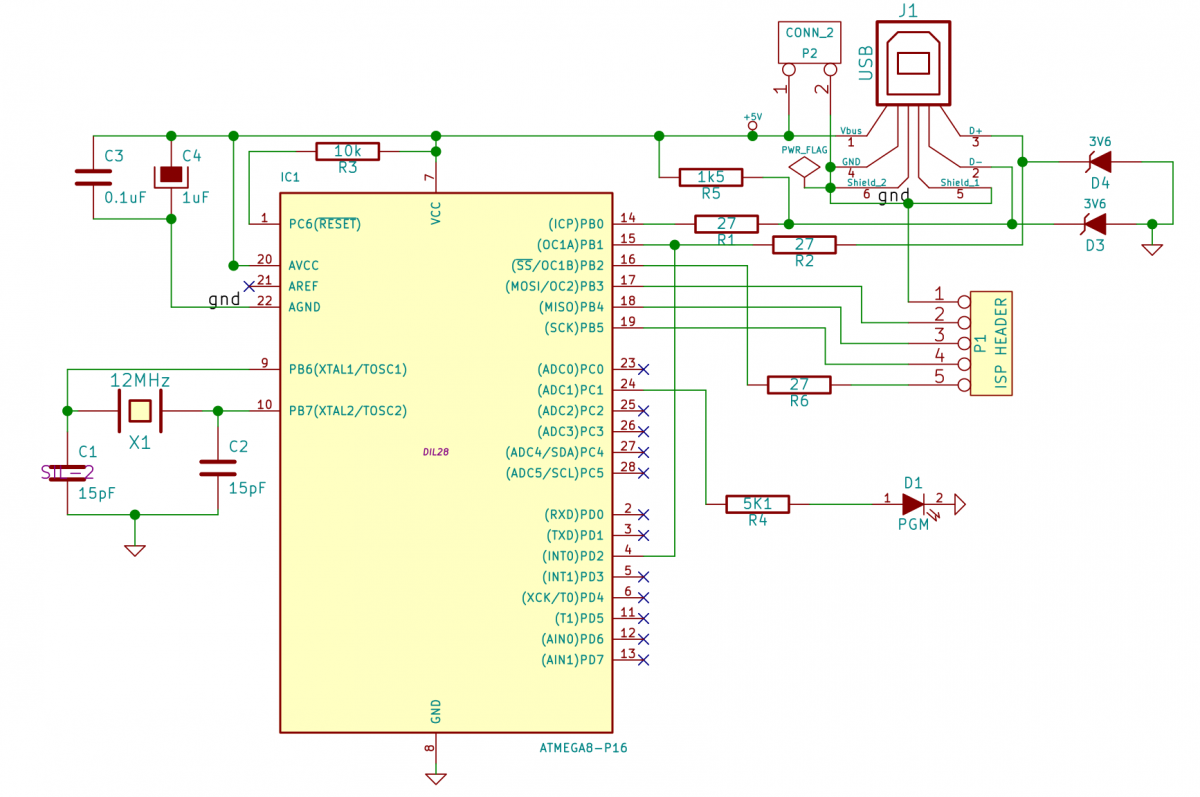 J1
CONN_2
P2
USB
1
2
+5V
Vbus
1
D+
3
PWR_FLAG
GND
4
D-
2
Shield_2
6
gnd
Shield_1
5
3V6
D4
3V6
D3
C3
0.1uF
C4
1uF
10k
R3
1k5
R5
27
R1
27
R2
IC1
7
VCC
1
PC6(RESET)
20
AVCC
21
AREF
gnd
22
AGND
9
PB6(XTAL1/TOSC1)
10
PB7(XTAL2/TOSC2)
12MHz
X1
C1
SIL-2
15pF
C2
15pF
DIL28
(ICP)PB0
14
(OC1A)PB1
15
(SS/OC1B)PB2
16
(MOSI/OC2)PB3
17
(MISO)PB4
18
(SCK)PB5
19
(ADC0)PC0
23
(ADC1)PC1
24
(ADC2)PC2
25
(ADC3)PC3
26
(ADC4/SDA)PC4
27
(ADC5/SCL)PC5
28
(RXD)PD0
2
(TXD)PD1
3
(INT0)PD2
4
(INT1)PD3
5
(XCK/T0)PD4
6
(T1)PD5
11
(AIN0)PD6
12
(AIN1)PD7
13
GND
8
ATMEGA8-P16
1
2
3
4
5
P1
ISP HEADER
27
R6
5K1
R4
D1
1
2
PGM